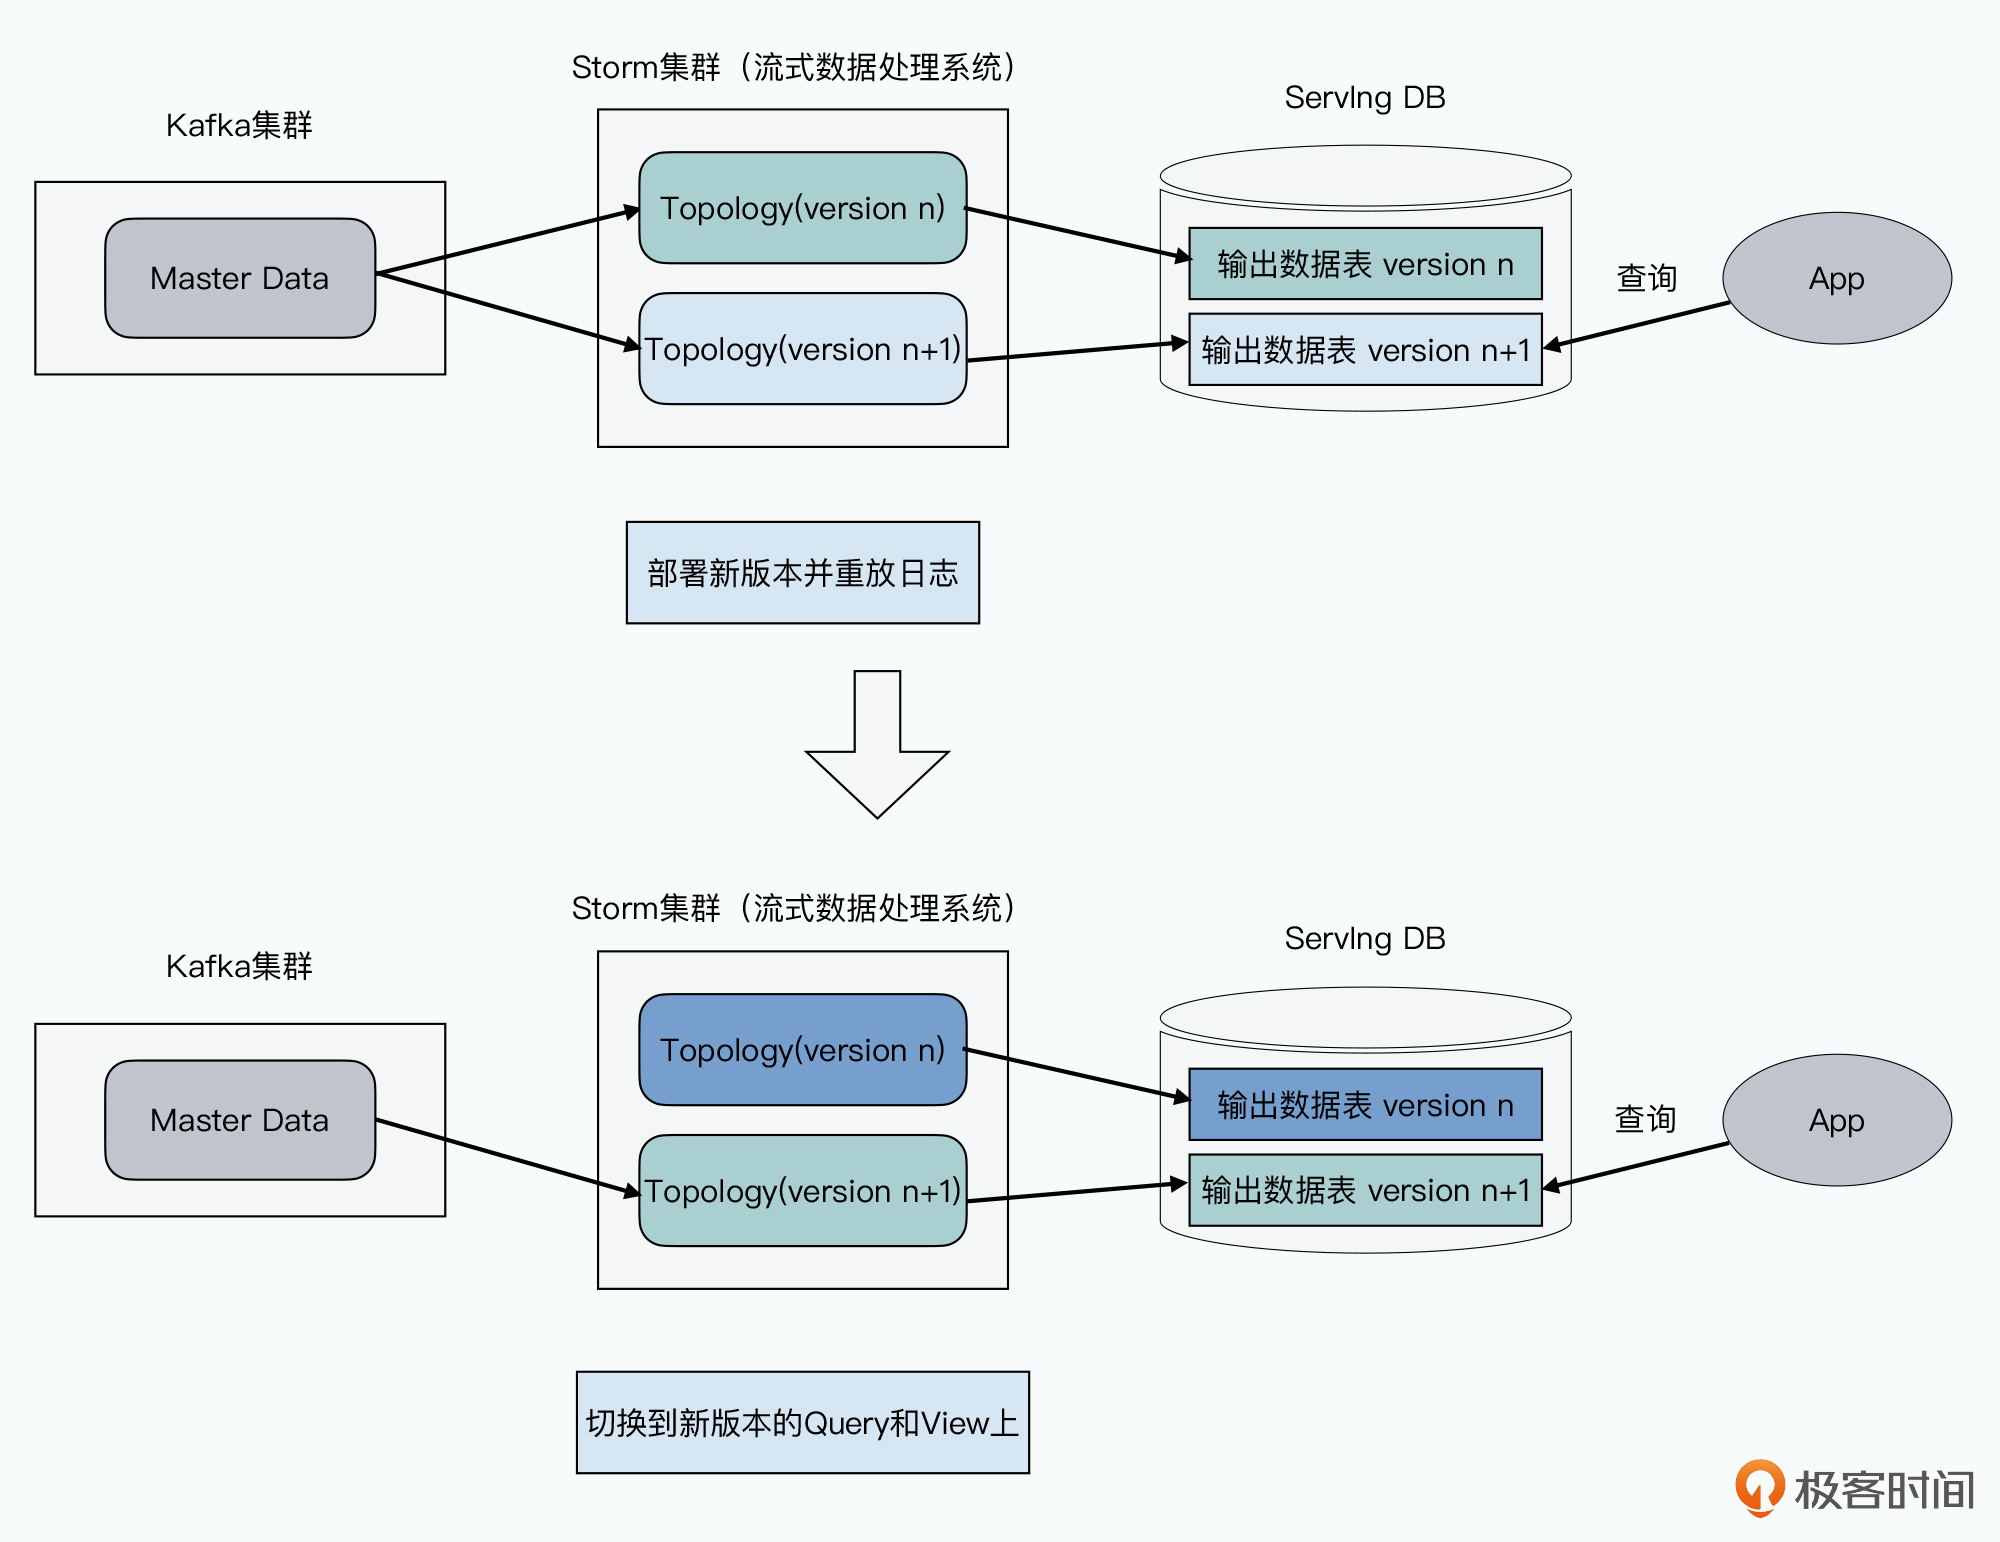 Storm集群（流式数据处理系统）
ServIng DB
Kafka集群
Topology(version n)
输出数据表 version n
查询
App
Master Data
Topology(version n+1)
输出数据表 version n+1
部署新版本并重放日志
Storm集群（流式数据处理系统）
ServIng DB
Kafka集群
Topology(version n)
输出数据表 version n
查询
App
Master Data
Topology(version n+1)
输出数据表 version n+1
切换到新版本的Query和View上
极客时间